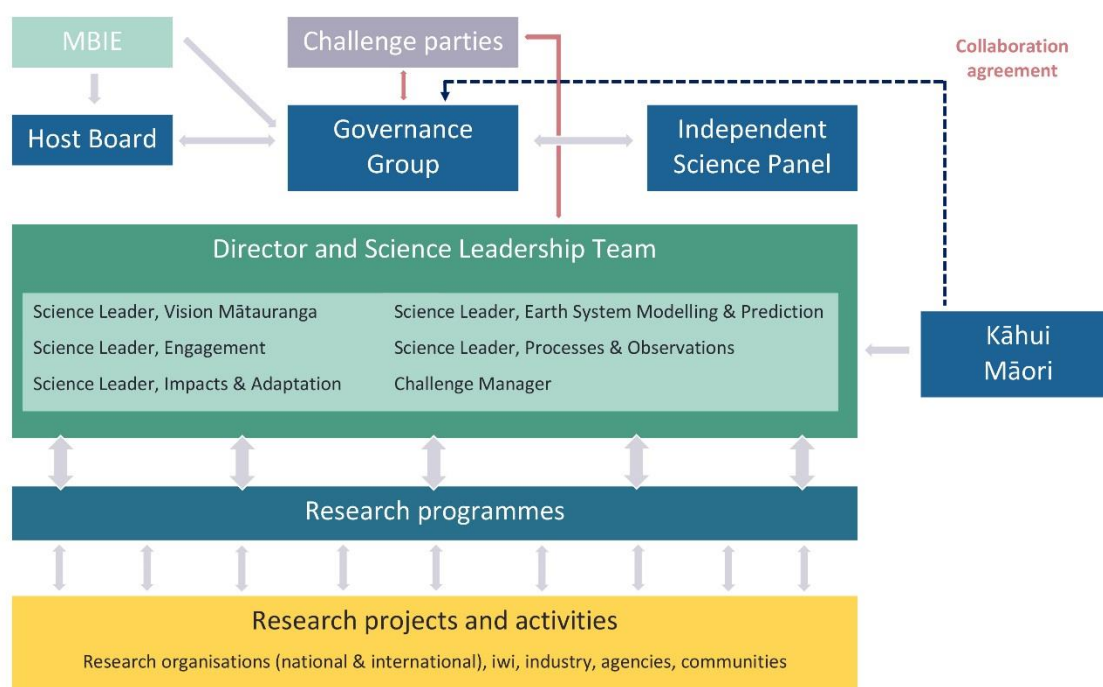 MBIE
Challenge parties
Collaboration
agreement
Host Board
Governance
Group
Independent
Science Panel
Director and Science Leadership Team
Science Leader, Vision Mātauranga
Science Leader, Engagement
Science Leader, Impacts & Adaptation
Science Leader, Earth System Modelling & Prediction
Science Leader, Processes & Observations
Challenge Manager
Kāhui
Māori
Research programmes
Research projects and activities
Research organisations (national & international), iwi, industry, agencies, communities